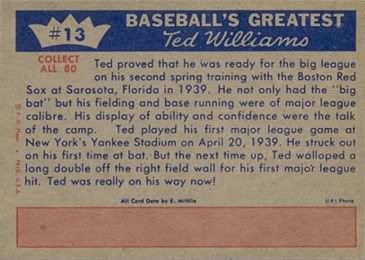 #13
BASEBALL'S GREATEST
Ted Williams
COLLECT
ALL 80
Ted proved that he was ready for the big league
on his second spring training with the Boston Red
Sox at Sarasota, Florida in 1939. He not only had the "big
bat" but his fielding and base running were of major league
calibre. His display of ability and confidence were the talk
of the camp. Ted played his first major league game at
New York's Yankee Stadium on April 20, 1939. He struck out
on his first time at bat. But the next time up, Ted walloped a
long double off the right field wall for his first major league
hit. Ted was really on his way now!
All Card Data by E. Mifflin
U.P.I. Photo